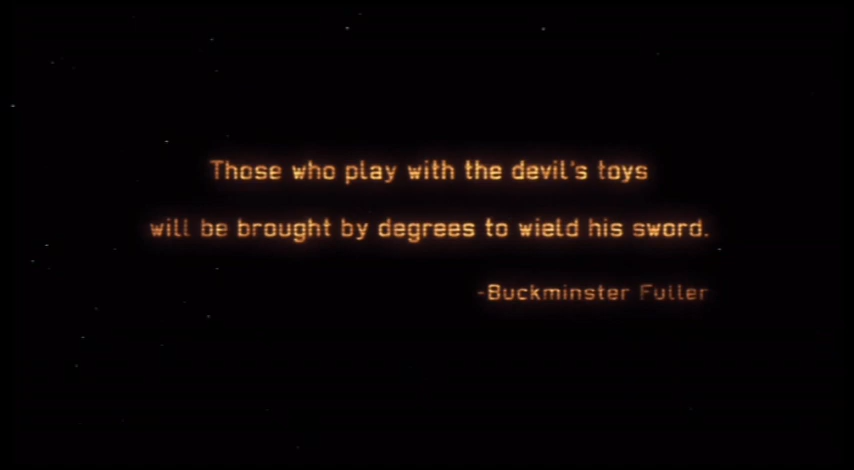 Those who play with the devil's toys
will be brought by degrees to wield his sword.
-Buckminster Fuller